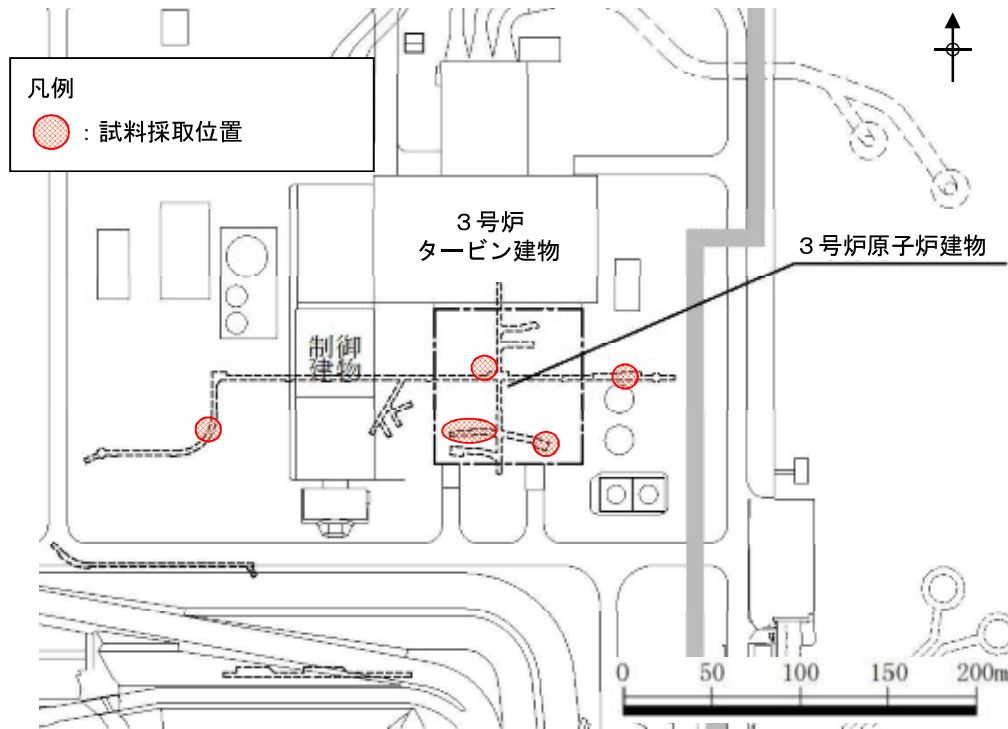 凡例
：試料採取位置
３号炉
タービン建物
３号炉原子炉建物
制御
建物
0 50 100 150 200m